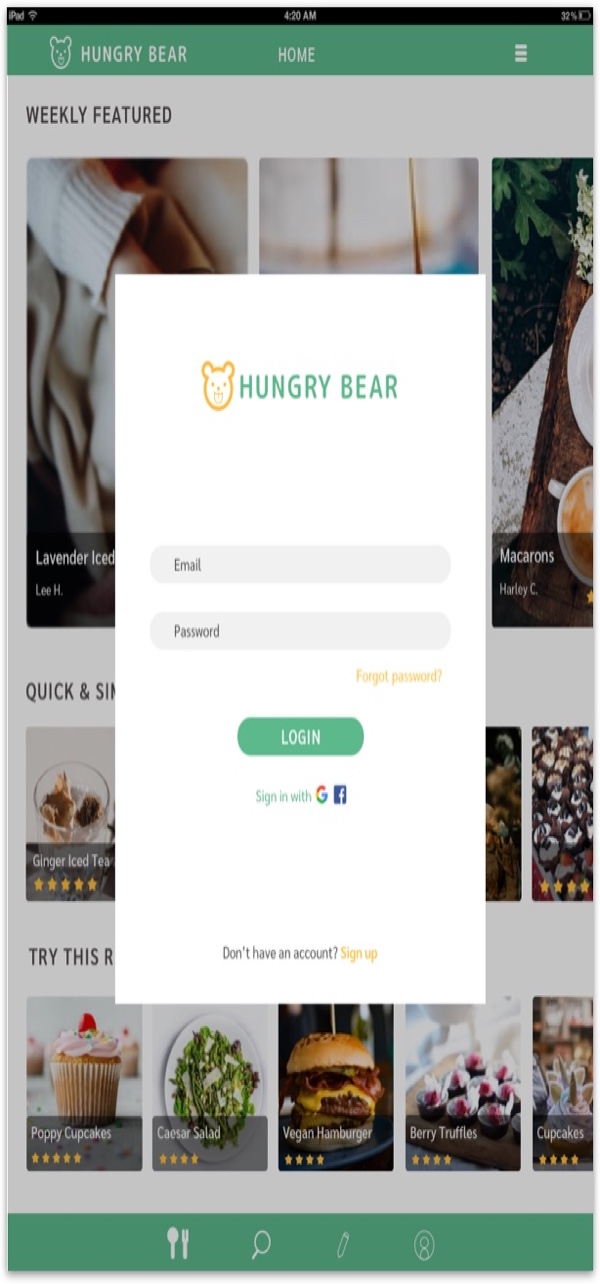 iPad 4:20 AM 32%
HUNGRY BEAR HOME
WEEKLY FEATURED
HUNGRY BEAR
Lavender Iced
Lee H.
Macarons
Harley C.
Email
Password
Forgot password?
QUICK & SIM
LOGIN
Sign in with
Ginger Iced Tea
Don't have an account? Sign up
TRY THIS R
Poppy Cupcakes
Caesar Salad
Vegan Hamburger
Berry Truffles
Cupcakes